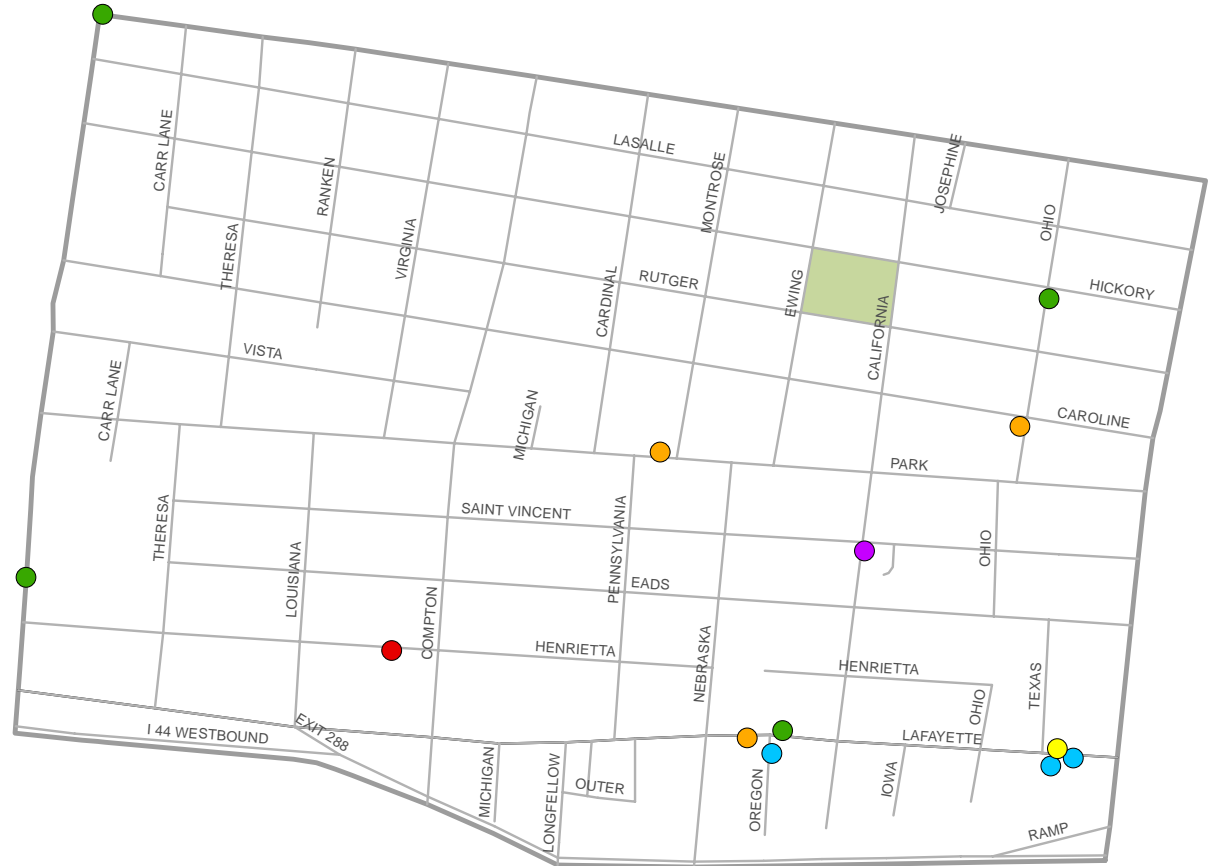 LASALLE
JOSEPHINE
CARR LANE
RANKEN
MONTROSE
OHIO
THERESA
VIRGINIA
CARDINAL
RUTGER
EWING
HICKORY
CALIFORNIA
VISTA
CARR LANE
MICHIGAN
CAROLINE
PARK
THERESA
SAINT VINCENT
PENNSYLVANIA
OHIO
LOUISIANA
EADS
COMPTON
HENRIETTA
NEBRASKA
HENRIETTA
TEXAS
OHIO
EXIT 288
I 44 WESTBOUND
LAFAYETTE
MICHIGAN
LONGFELLOW
OUTER
OREGON
IOWA
RAMP